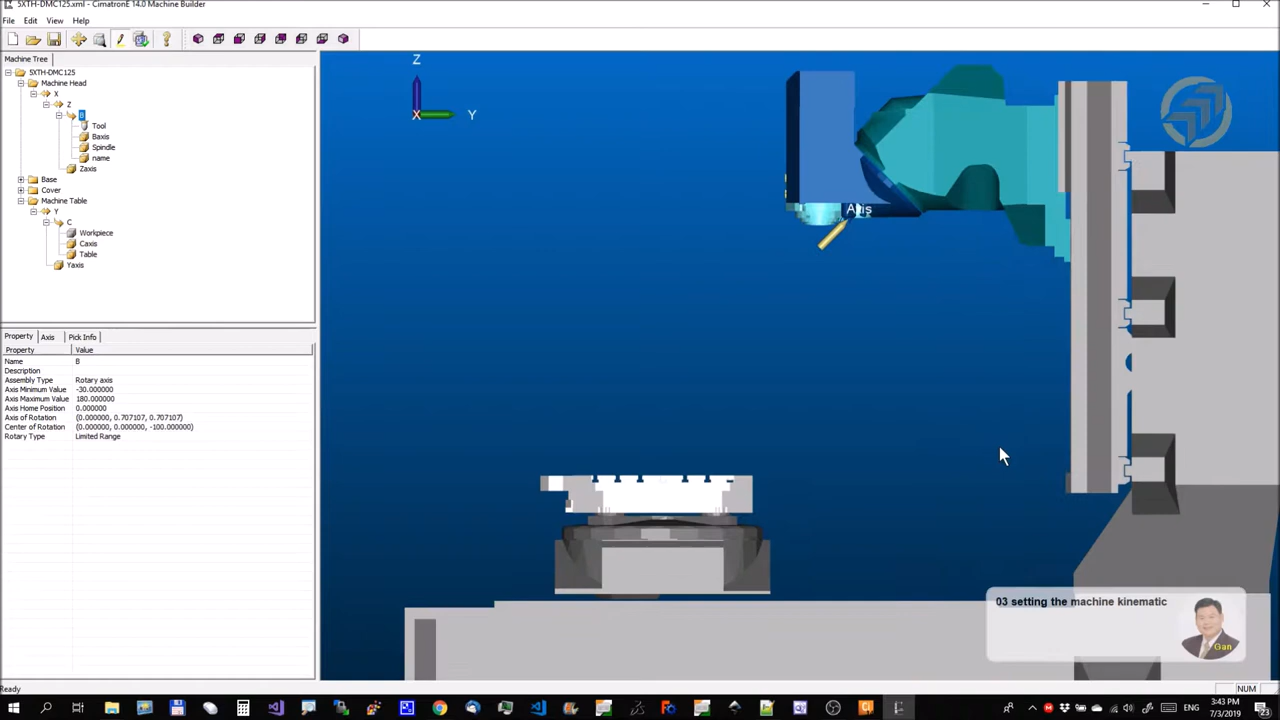 5XTH-DMC125.xml - CimatronE 14.0 Machine Builder
File Edit View Help
Machine Tree
5XTH-DMC125
Machine Head
X
Z
B
Tool
Baxis
Spindle
name
Zaxis
Base
Cover
Machine Table
Y
C
Workpiece
Caxis
Table
Yaxis
Property Axis Pick Info
Property Value
Name B
Description
Assembly Type Rotary axis
Axis Minimum Value -30.000000
Axis Maximum Value 180.000000
Axis Home Position 0.000000
Axis of Rotation (0.000000, 0.707107, 0.707107)
Center of Rotation (0.000000, 0.000000, -100.000000)
Rotary Type Limited Range
Z
X Y
Axis
03 setting the machine kinematic
Gan
Ready
NUM
ENG
3:43 PM
7/3/2019
23